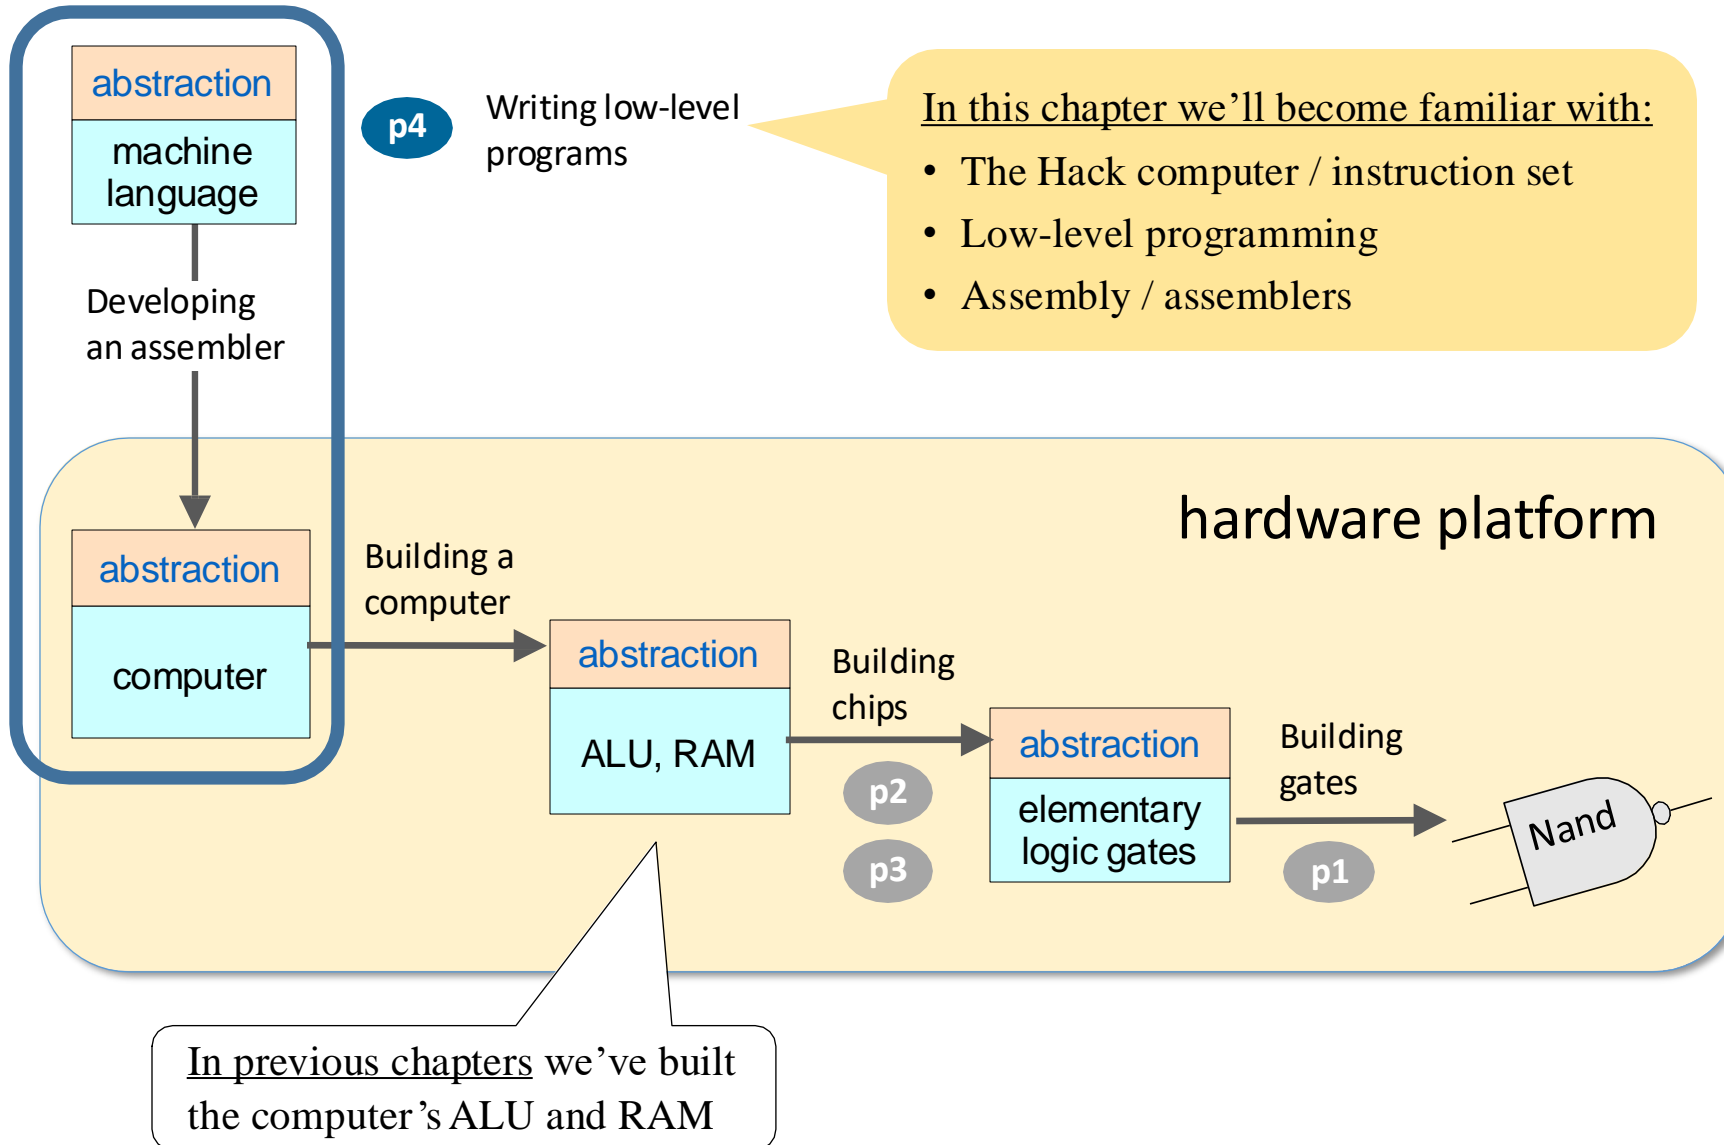 abstraction
machine
language
p4
Writing low-level
programs
In this chapter we’ll become familiar with:
• The Hack computer / instruction set
• Low-level programming
• Assembly / assemblers
Developing
an assembler
hardware platform
abstraction
computer
Building a
computer
abstraction
ALU, RAM
Building
chips
p2
p3
abstraction
elementary
logic gates
Building
gates
p1
Nand
In previous chapters we’ve built
the computer’s ALU and RAM